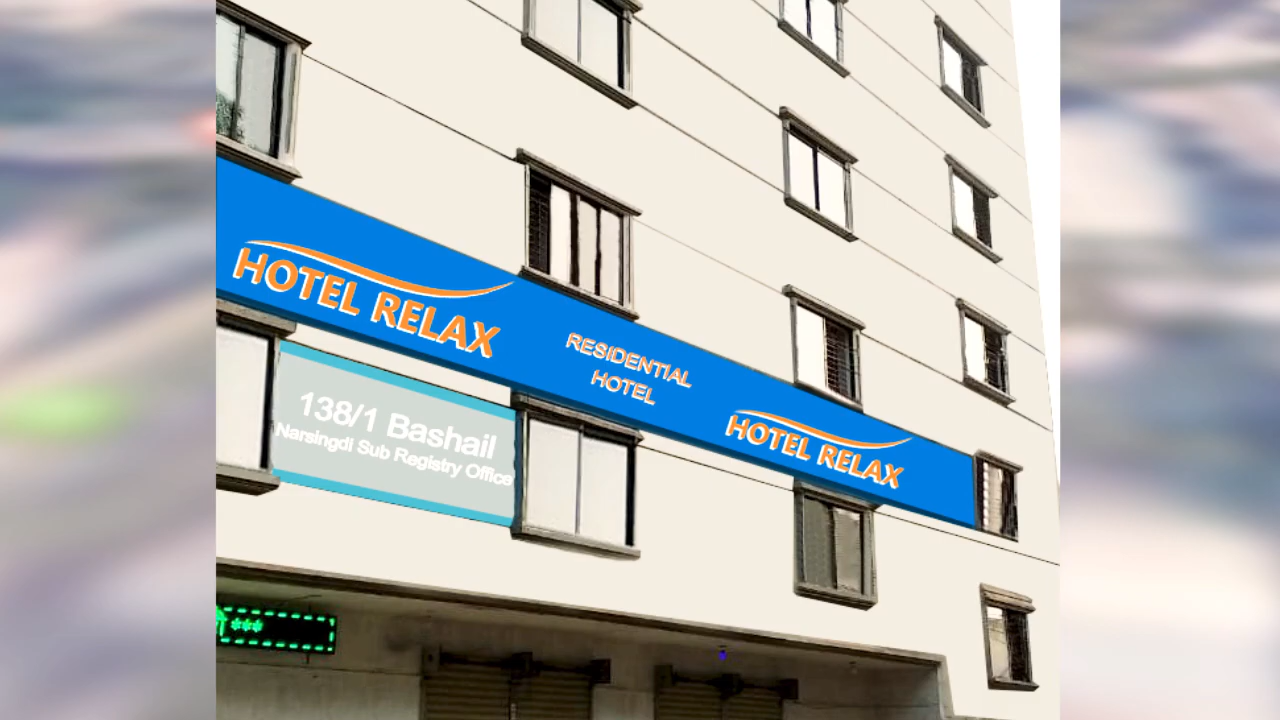 HOTEL RELAX
RESIDENTIAL
HOTEL
HOTEL RELAX
138/1 Bashail
Narsingdi Sub Registry Office
***